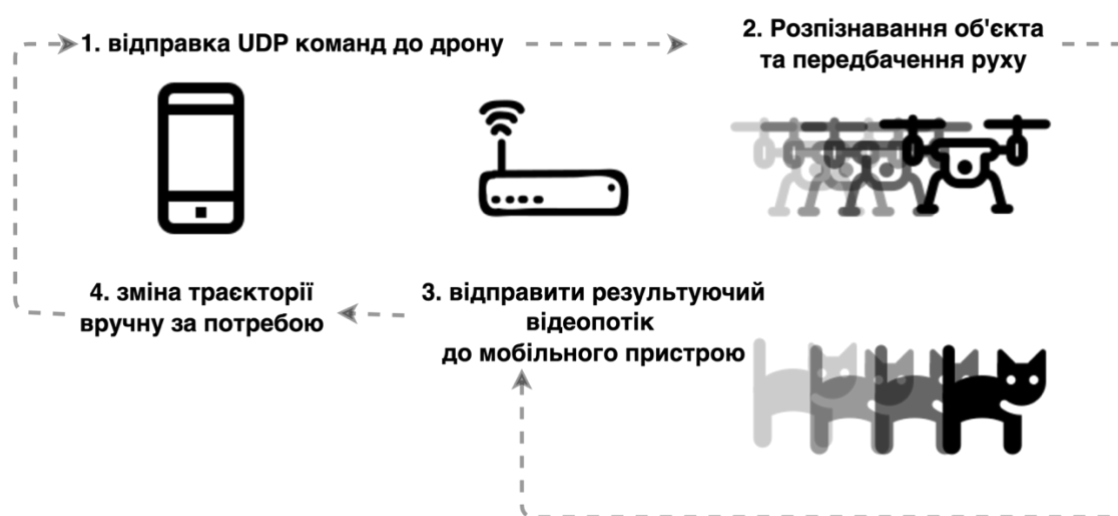 1. відправка UDP команд до дрону
2. Розпізнавання об'єкта
та передбачення руху
4. зміна траєкторії
вручну за потребою
3. відправити результуючий
відеопотік
до мобільного пристрою